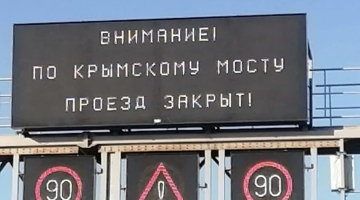 ВНИМАНИЕ!
ПО КРЫМСКОМУ МОСТУ
ПРОЕЗД ЗАКРЫТ!
90 90